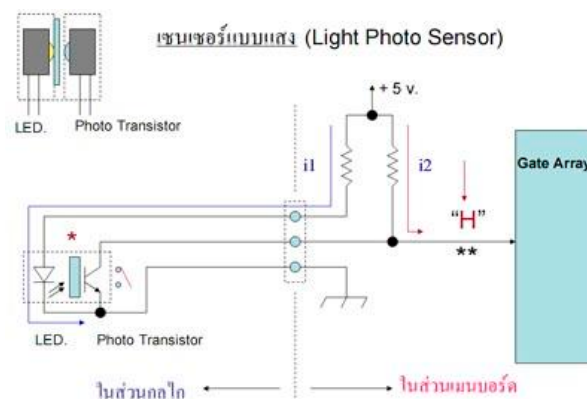 เซนเซอร์แบบแสง (Light Photo Sensor)
LED. Photo Transistor
+ 5 v.
i1 i2
Gate Array
“H”
*
**
LED. Photo Transistor
ในส่วนกลไก ในส่วนเมนบอร์ด